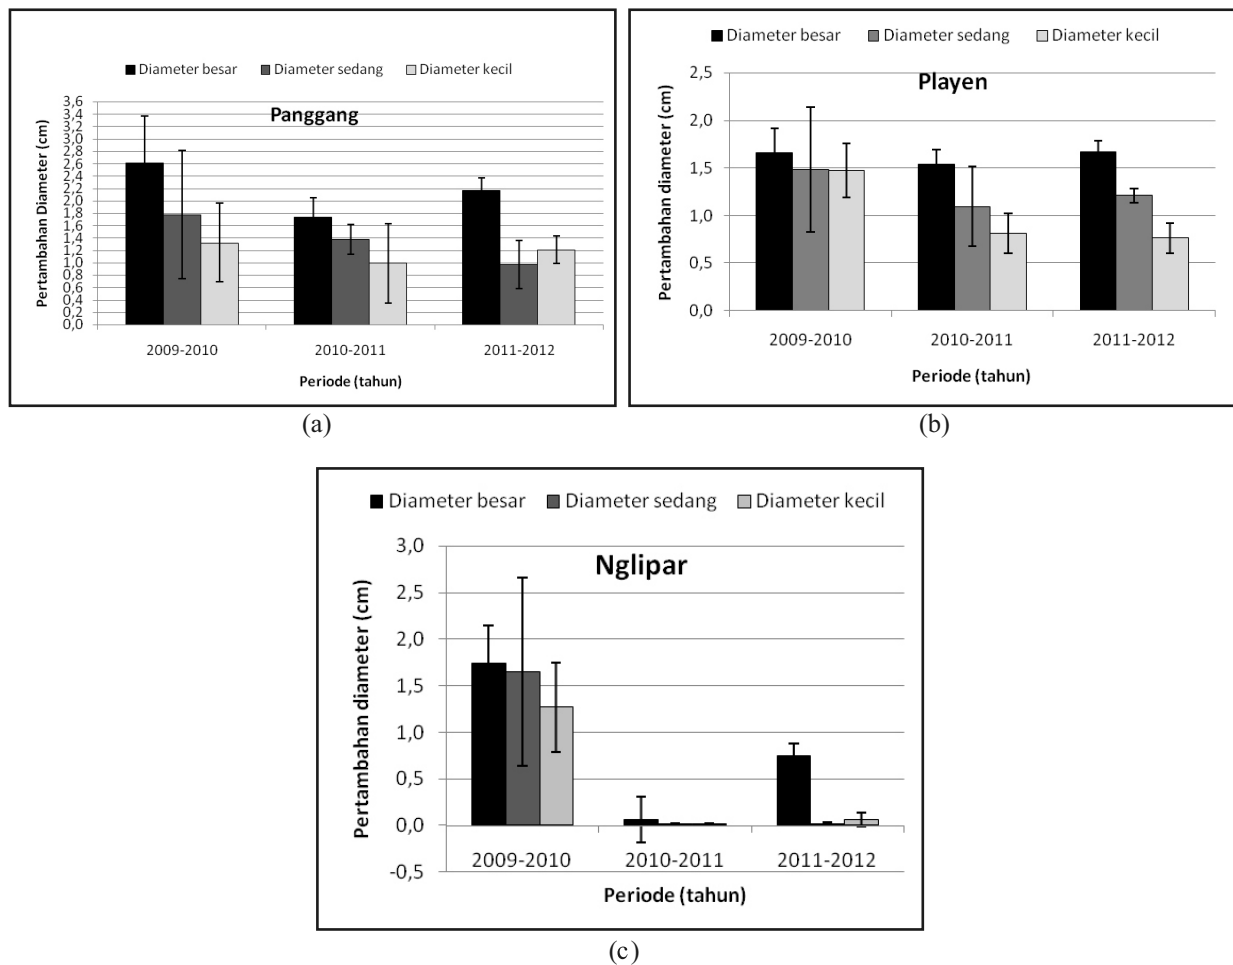 Diameter besar Diameter sedang Diameter kecil
Panggang
Pertambahan Diameter (cm)
3,6
3,4
3,2
3,0
2,8
2,6
2,4
2,2
2,0
1,8
1,6
1,4
1,2
1,0
0,8
0,6
0,4
0,2
0,0
2009-2010 2010-2011 2011-2012
Periode (tahun)
(a)
Diameter besar Diameter sedang Diameter kecil
Playen
Pertambahan diameter (cm)
2,5
2,0
1,5
1,0
0,5
0,0
2009-2010 2010-2011 2011-2012
Periode (tahun)
(b)
Diameter besar Diameter sedang Diameter kecil
Nglipar
Pertambahan diameter (cm)
3,0
2,5
2,0
1,5
1,0
0,5
0,0
-0,5
2009-2010 2010-2011 2011-2012
Periode (tahun)
(c)